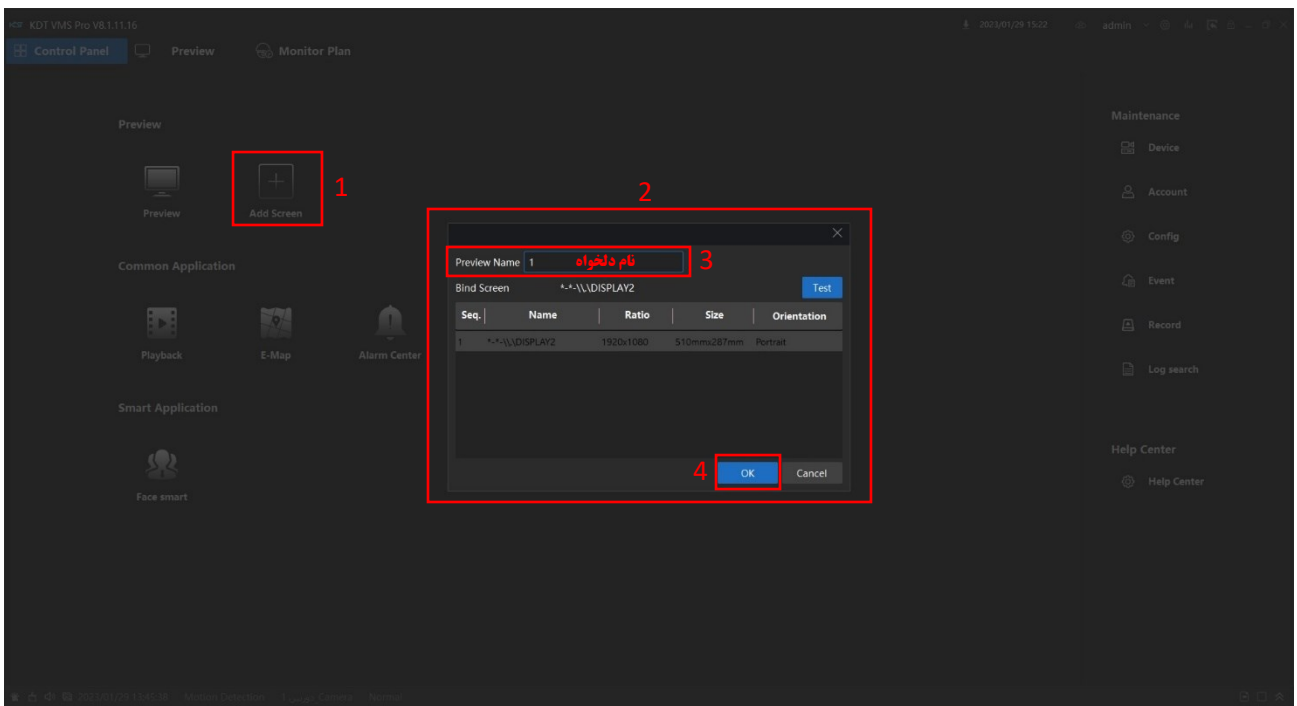 KDT VMS Pro V8.1.11.16
2023/01/29 15:22
admin
Control Panel
Preview
Monitor Plan
Preview
Preview
Add Screen
1
Common Application
Playback
E-Map
Alarm Center
Smart Application
Face smart
2
Preview Name 1 نام دلخواه 3
Bind Screen *-*-\\.\DISPLAY2 Test
Seq. Name Ratio Size Orientation
1 *-*-\\.\DISPLAY2 1920x1080 510mmx287mm Portrait
4 OK Cancel
Maintenance
Device
Account
Config
Event
Record
Log search
Help Center
Help Center
Motion Detection
Camera
Normal